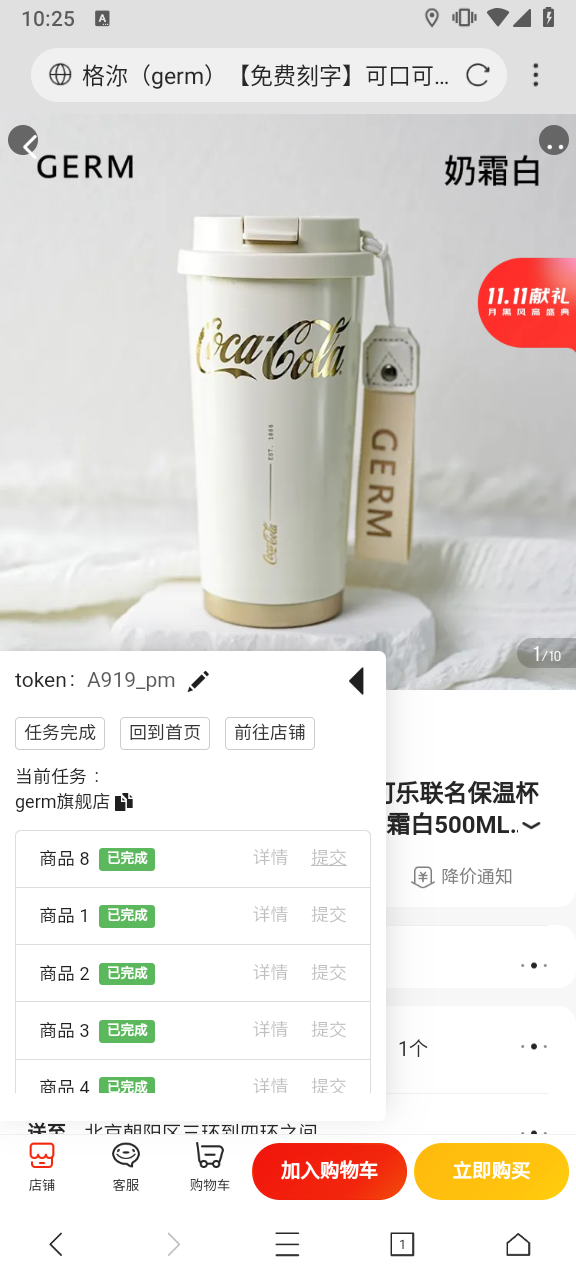 10:25
A
格沵（germ）【免费刻字】可口可...
GERM
奶霜白
11.11献礼
月黑风高盛典
Coca-Cola
EST. 1886
Coca-Cola
GERM
1/10
token： A919_pm
任务完成 回到首页 前往店铺
当前任务：
germ旗舰店
可乐联名保温杯
霜白500ML..
降价通知
商品 8 已完成 详情 提交
商品 1 已完成 详情 提交
商品 2 已完成 详情 提交
商品 3 已完成 详情 提交
1个
商品 4 已完成 详情 提交
送至 北京朝阳区三环到四环之间
店铺 客服 购物车 加入购物车 立即购买
1